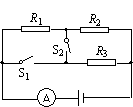 R₁ R₂
S₂
S₁ R₃
A